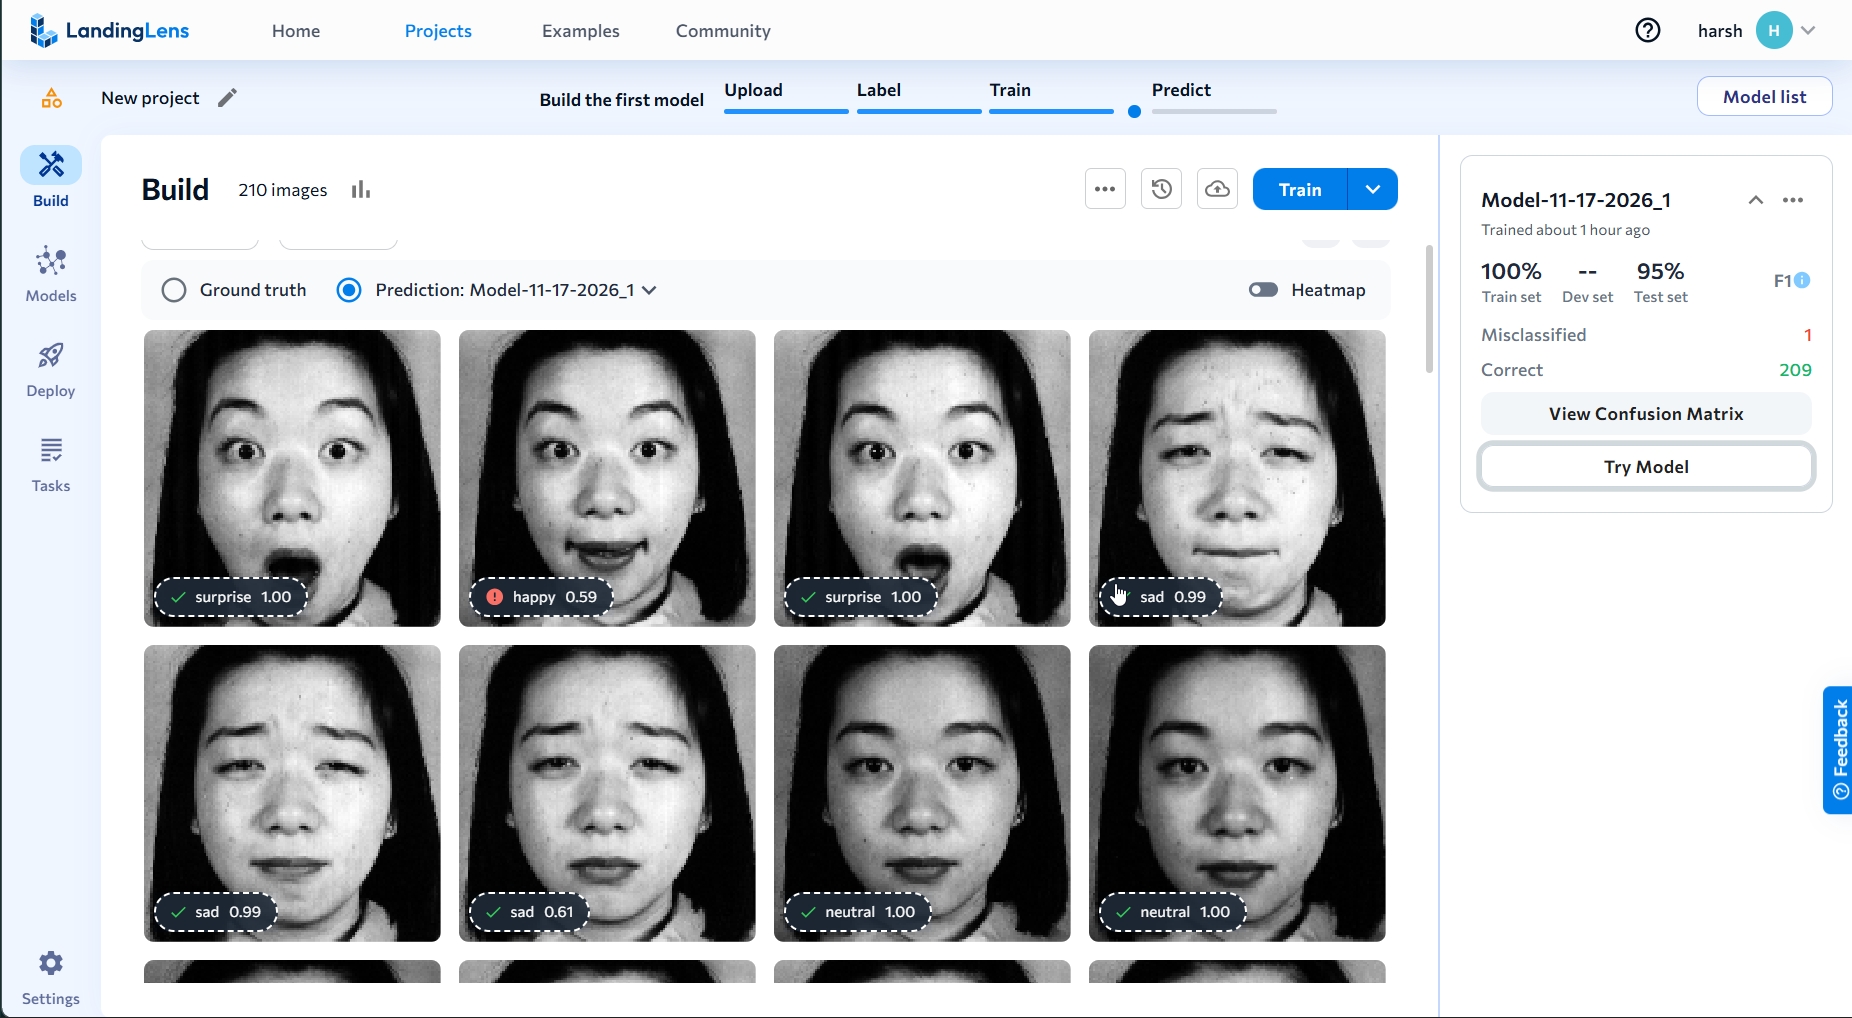 LandingLens
Home
Projects
Examples
Community
harsh
H
New project
Build the first model
Upload
Label
Train
Predict
Model list
Build
Models
Deploy
Tasks
Settings
Build
210 images
Train
Ground truth
Prediction: Model-11-17-2026_1
Heatmap
surprise 1.00
happy 0.59
surprise 1.00
sad 0.99
sad 0.99
sad 0.61
neutral 1.00
neutral 1.00
Model-11-17-2026_1
Trained about 1 hour ago
100%
--
95%
F1
Train set
Dev set
Test set
Misclassified 1
Correct 209
View Confusion Matrix
Try Model
Feedback